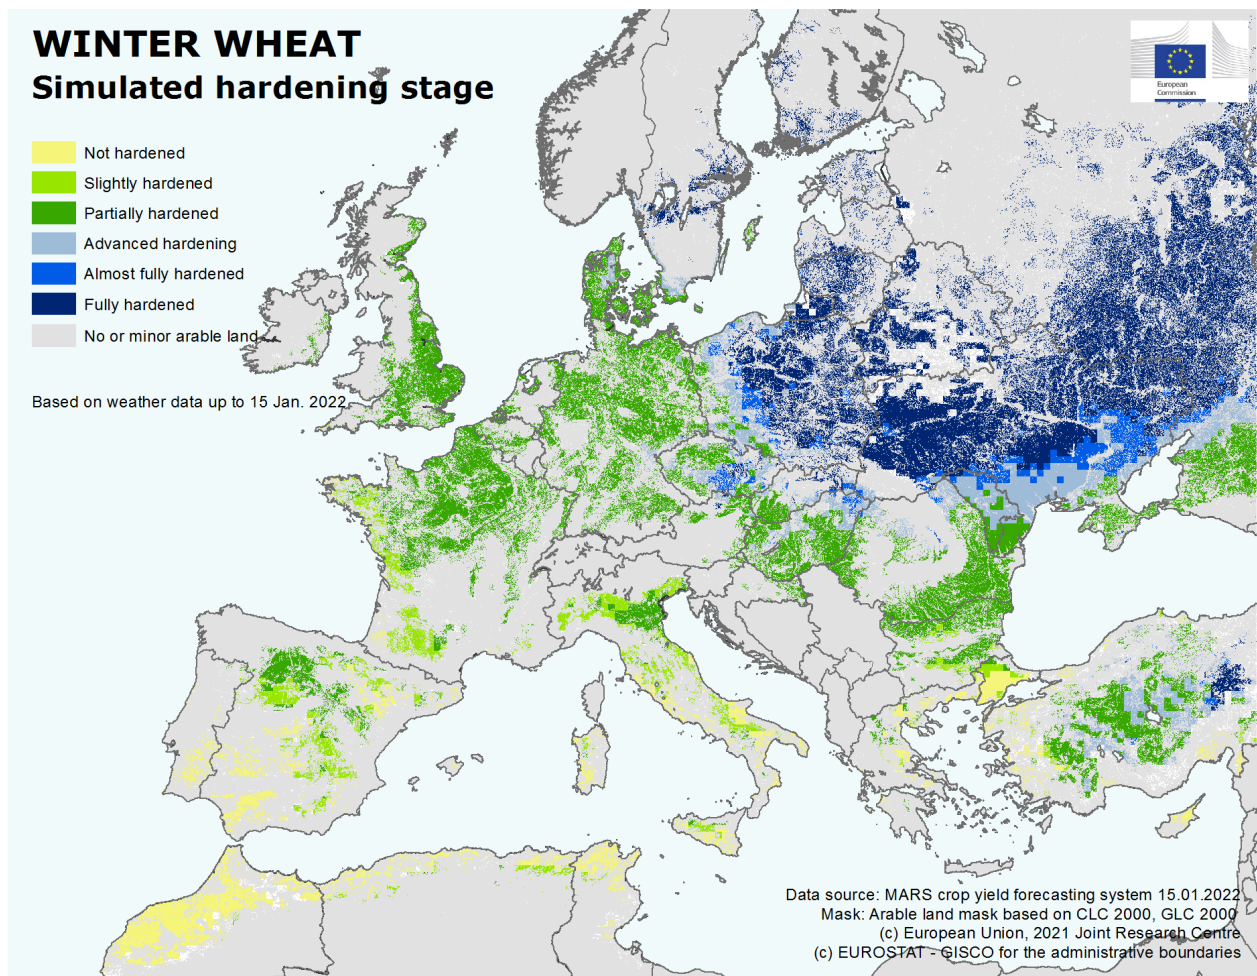 WINTER WHEAT
Simulated hardening stage
European
Commission
Not hardened
Slightly hardened
Partially hardened
Advanced hardening
Almost fully hardened
Fully hardened
No or minor arable land
Based on weather data up to 15 Jan. 2022
Data source: MARS crop yield forecasting system 15.01.2022
Mask: Arable land mask based on CLC 2000, GLC 2000
(c) European Union, 2021 Joint Research Centre
(c) EUROSTAT - GISCO for the administrative boundaries